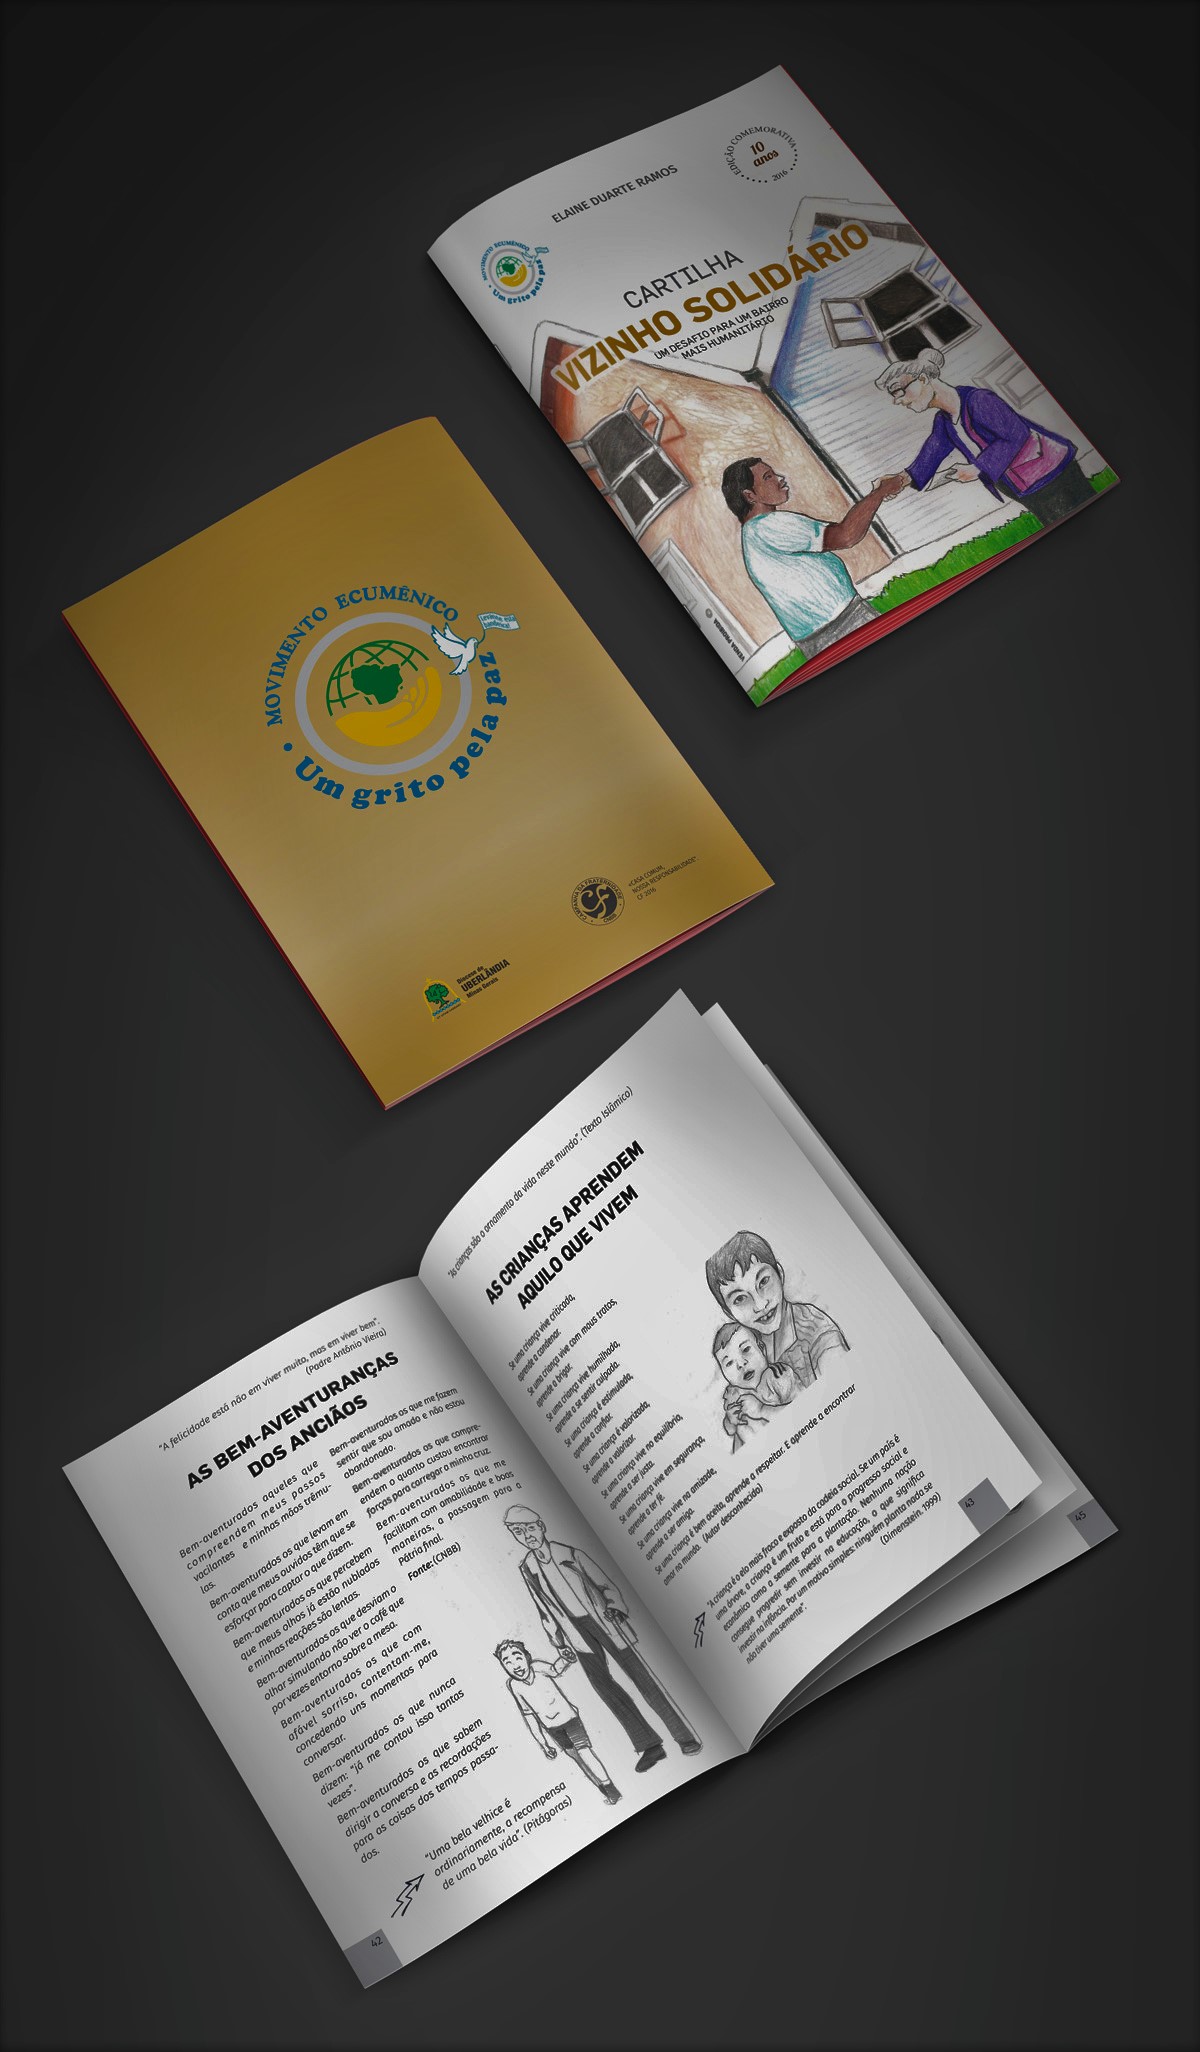 ELAINE DUARTE RAMOS
EDIÇÃO COMEMORATIVA
10
anos
2016
MOVIMENTO ECUMÊNICO
• Um grito pela paz
CARTILHA
VIZINHO SOLIDÁRIO
UM DESAFIO PARA UM BAIRRO
MAIS HUMANITÁRIO
VENDA PROIBIDA
MOVIMENTO ECUMÊNICO
• Um grito pela paz
CAMPANHA DA FRATERNIDADE
CF
CNBB
"CASA COMUM,
NOSSA RESPONSABILIDADE"
CF 2016
Diocese de
UBERLÂNDIA
Minas Gerais
"A felicidade está não em viver muito, mas em viver bem".
(Padre Antônio Vieira)
AS BEM-AVENTURANÇAS
DOS ANCIÃOS
Bem-aventurados aqueles que
compreendem meus passos
vacilantes e minhas mãos trêmu-
las.
Bem-aventurados os que levam em
conta que meus ouvidos têm que se
esforçar para captar o que dizem.
Bem-aventurados os que percebem
que meus olhos já estão nublados
e minhas reações são lentas.
Bem-aventurados os que desviam o
olhar simulando não ver o café que
por vezes entorno sobre a mesa.
Bem-aventurados os que com
afável sorriso, contentam-me,
concedendo uns momentos para
conversar.
Bem-aventurados os que nunca
dizem: "já me contou isso tantas
vezes".
Bem-aventurados os que sabem
dirigir a conversa e as recordações
para as coisas dos tempos passa-
dos.
Bem-aventurados os que me fazem
sentir que sou amado e não estou
abandonado.
Bem-aventurados os que compre-
endem o quanto custou encontrar
forças para carregar a minha cruz.
Bem-aventurados os que me
facilitam com amabilidade e boas
maneiras, a passagem para a
Pátria final.
Fonte: (CNBB)
"Uma bela velhice é
ordinariamente, a recompensa
de uma bela vida". (Pitágoras)
42
"As crianças são o ornamento da vida neste mundo". (Texto Islâmico)
AS CRIANÇAS APRENDEM
AQUILO QUE VIVEM
Se uma criança vive criticada,
aprende a condenar.
Se uma criança vive com maus tratos,
aprende a brigar.
Se uma criança vive humilhada,
aprende a se sentir culpada.
Se uma criança é estimulada,
aprende a confiar.
Se uma criança é valorizada,
aprende a valorizar.
Se uma criança vive no equilíbrio,
aprende a ser justa.
Se uma criança vive em segurança,
aprende a ter fé.
Se uma criança vive na amizade,
aprende a ser amiga.
Se uma criança é bem aceita, aprende a respeitar. E aprende a encontrar
amor no mundo. (Autor desconhecido)
"A criança é o elo mais fraco e exposto da cadeia social. Se um país é
uma árvore, a criança é um fruto e está para o progresso social e
econômico como a semente para a plantação. Nenhuma nação
consegue progredir sem investir na educação, o que significa
investir na infância. Por um motivo simples: ninguém planta nada se
não tiver uma semente".
(Dimenstein, 1999)
43
45